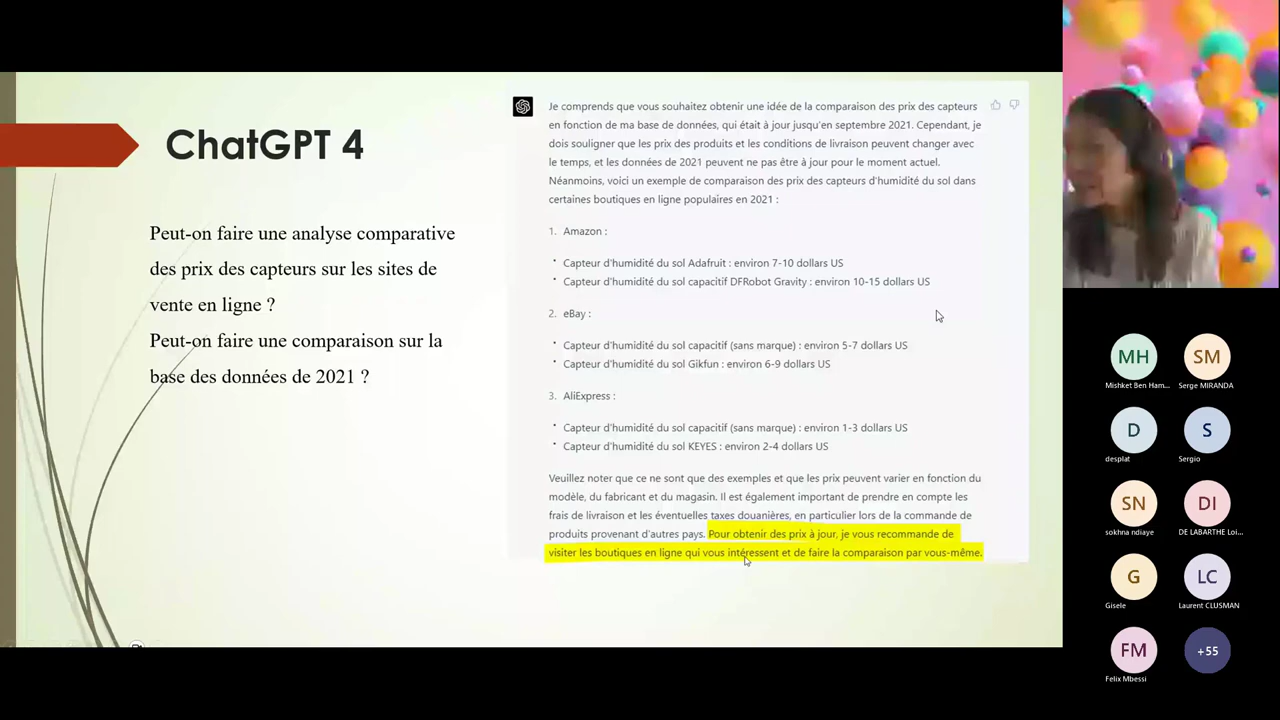 ChatGPT 4
Peut-on faire une analyse comparative
des prix des capteurs sur les sites de
vente en ligne ?
Peut-on faire une comparaison sur la
base des données de 2021 ?
Je comprends que vous souhaitez obtenir une idée de la comparaison des prix des capteurs
en fonction de ma base de données, qui était à jour jusqu'en septembre 2021. Cependant, je
dois souligner que les prix des produits et les conditions de livraison peuvent changer avec
le temps, et les données de 2021 peuvent ne pas être à jour pour le moment actuel.
Néanmoins, voici un exemple de comparaison des prix des capteurs d'humidité du sol dans
certaines boutiques en ligne populaires en 2021 :
1. Amazon :
• Capteur d'humidité du sol Adafruit : environ 7-10 dollars US
• Capteur d'humidité du sol capacitif DFRobot Gravity : environ 10-15 dollars US
2. eBay :
• Capteur d'humidité du sol capacitif (sans marque) : environ 5-7 dollars US
• Capteur d'humidité du sol Gikfun : environ 6-9 dollars US
3. AliExpress :
• Capteur d'humidité du sol capacitif (sans marque) : environ 1-3 dollars US
• Capteur d'humidité du sol KEYES : environ 2-4 dollars US
Veuillez noter que ce ne sont que des exemples et que les prix peuvent varier en fonction du
modèle, du fabricant et du magasin. Il est également important de prendre en compte les
frais de livraison et les éventuelles taxes douanières, en particulier lors de la commande de
produits provenant d'autres pays. Pour obtenir des prix à jour, je vous recommande de
visiter les boutiques en ligne qui vous intéressent et de faire la comparaison par vous-même.
MH
SM
Mishket Ben Ham...
Serge MIRANDA
D
S
desplat
Sergio
SN
DI
sokhna ndiaye
DE LABARTHE Loi...
G
LC
Gisele
Laurent CLUSMAN
FM
+55
Felix Mbessi